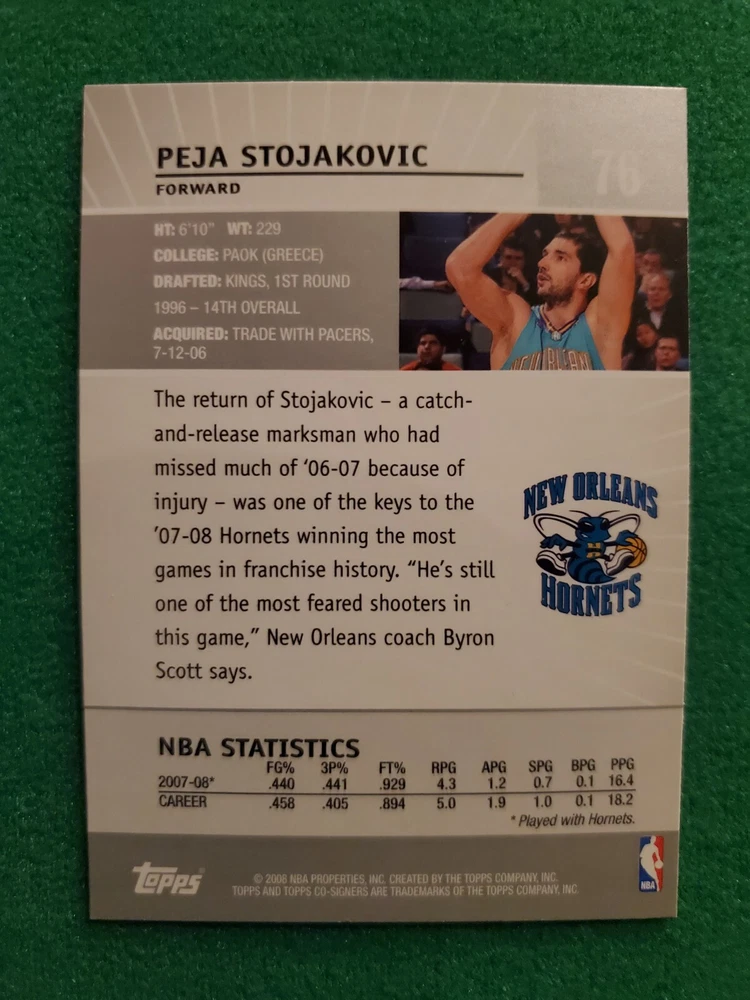 PEJA STOJAKOVIC
76
FORWARD
HT: 6'10" WT: 229
COLLEGE: PAOK (GREECE)
DRAFTED: KINGS, 1ST ROUND
1996 – 14TH OVERALL
ACQUIRED: TRADE WITH PACERS,
7-12-06
NEW ORLEANS
The return of Stojakovic – a catch-
and-release marksman who had
missed much of '06-07 because of
injury – was one of the keys to the
'07-08 Hornets winning the most
games in franchise history. “He's still
one of the most feared shooters in
this game,” New Orleans coach Byron
Scott says.
NEW ORLEANS
HORNETS
NBA STATISTICS
FG% 3P% FT% RPG APG SPG BPG PPG
2007-08* .440 .441 .929 4.3 1.2 0.7 0.1 16.4
CAREER .458 .405 .894 5.0 1.9 1.0 0.1 18.2
* Played with Hornets.
topps
© 2008 NBA PROPERTIES, INC. CREATED BY THE TOPPS COMPANY, INC.
TOPPS AND TOPPS CO-SIGNERS ARE TRADEMARKS OF THE TOPPS COMPANY, INC.
NBA